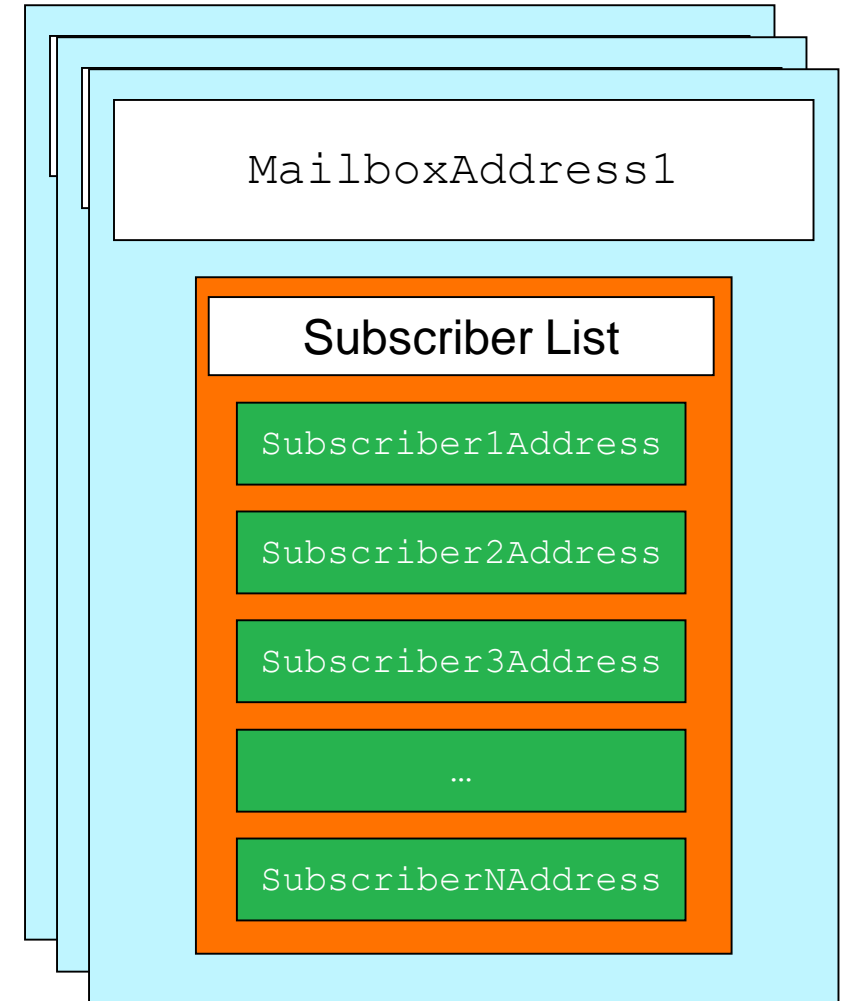 MailboxAddress1
Subscriber List
Subscriber1Address
Subscriber2Address
Subscriber3Address
…
SubscriberNAddress